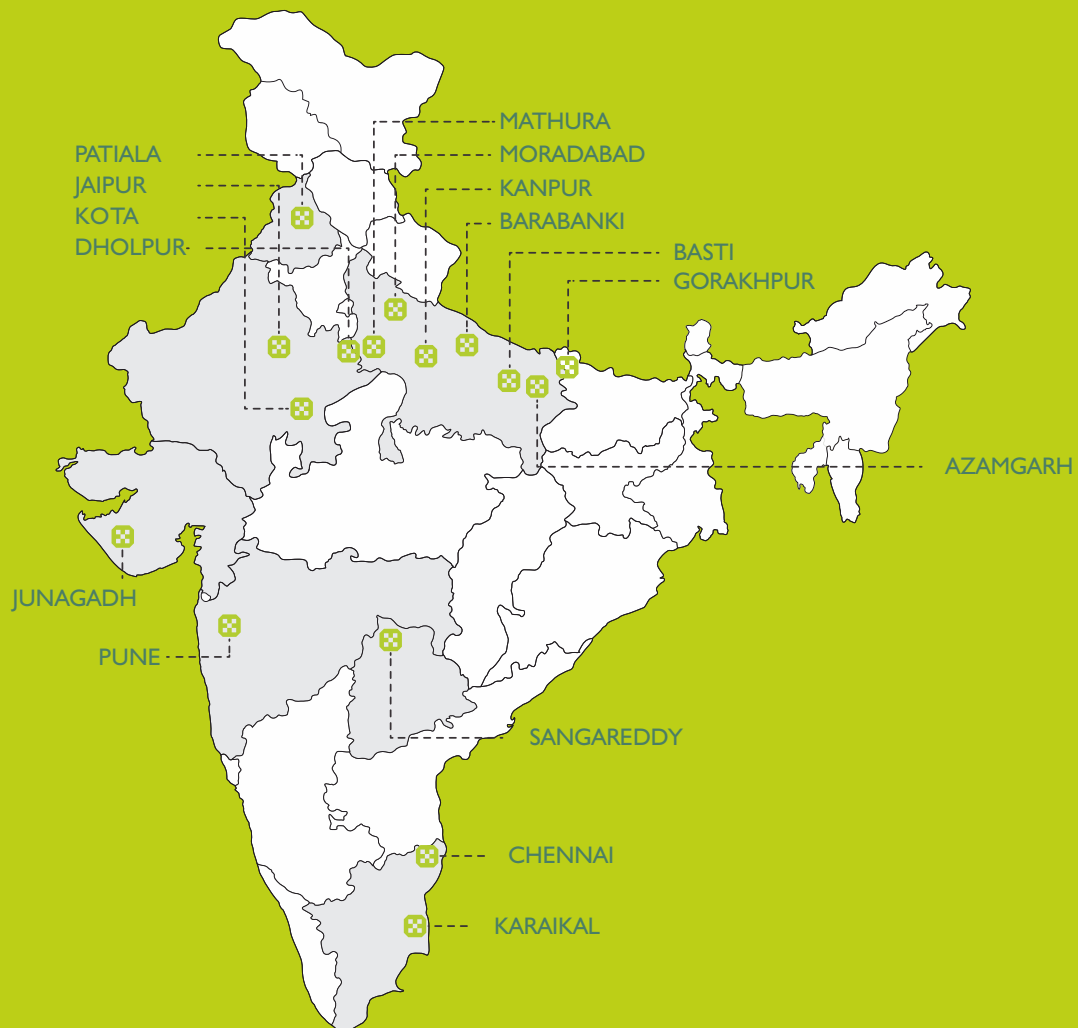 PATIALA
JAIPUR
KOTA
DHOLPUR
MATHURA
MORADABAD
KANPUR
BARABANKI
BASTI
GORAKHPUR
AZAMGARH
JUNAGADH
PUNE
SANGAREDDY
CHENNAI
KARAIKAL